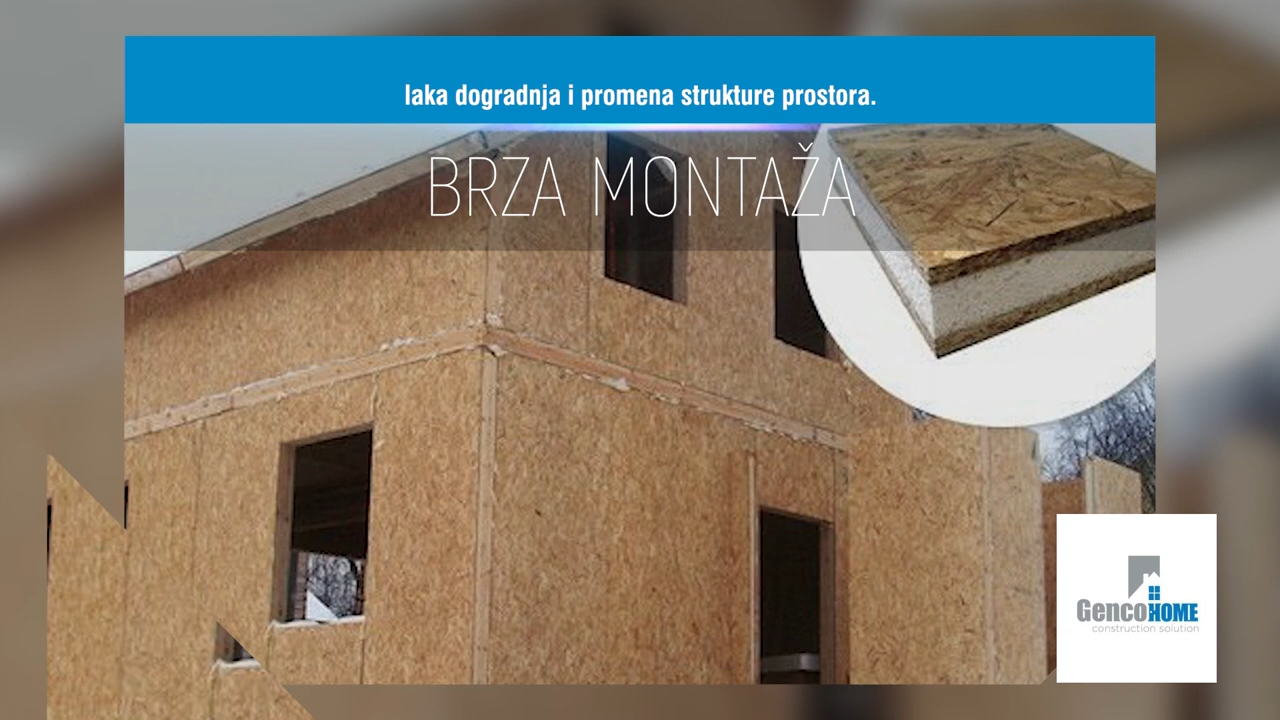 laka dogradnja i promena strukture prostora.
BRZA MONTAŽA
GencoHOME
construction solution